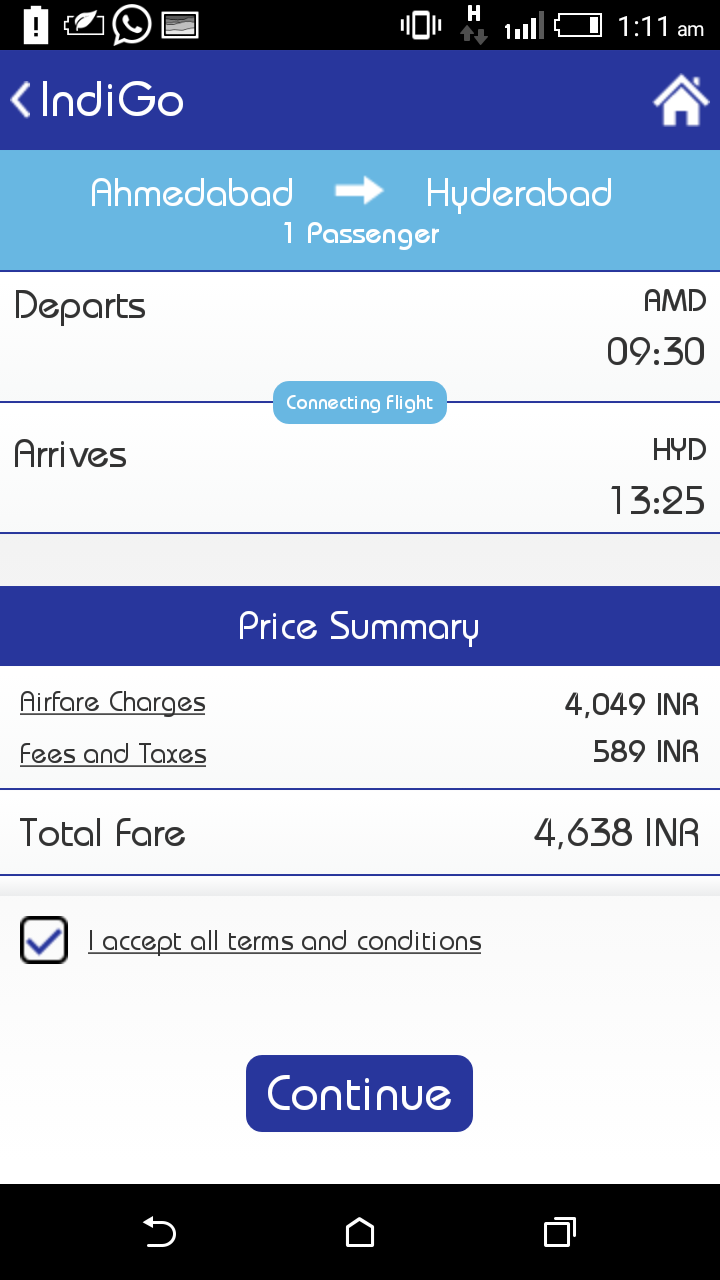 H
1:11 am
IndiGo
Ahmedabad Hyderabad
1 Passenger
Departs AMD
09:30
Connecting Flight
Arrives HYD
13:25
Price Summary
Airfare Charges 4,049 INR
Fees and Taxes 589 INR
Total Fare 4,638 INR
I accept all terms and conditions
Continue